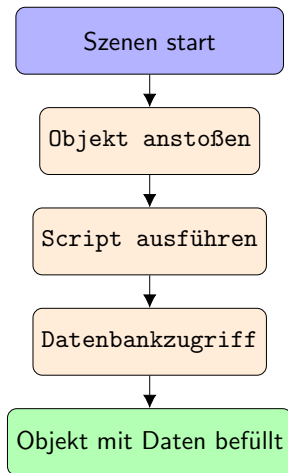 Szenen start
Objekt anstoßen
Script ausführen
Datenbankzugriff
Objekt mit Daten befüllt